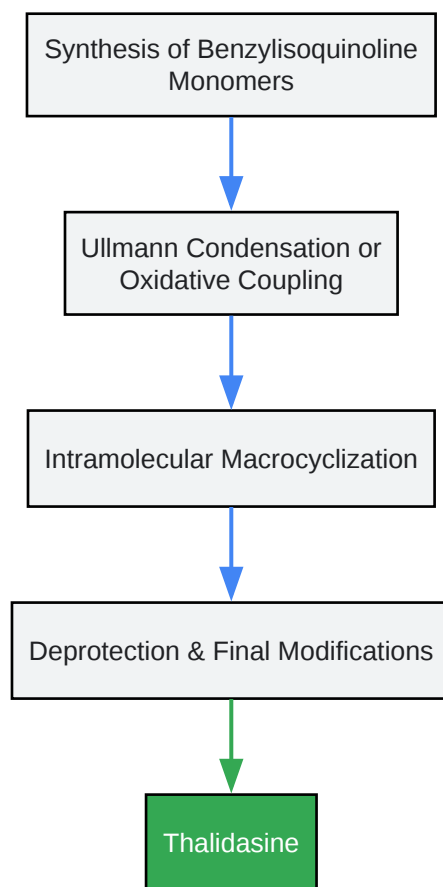 Synthesis of Benzylisoquinoline
Monomers
Ullmann Condensation or
Oxidative Coupling
Intramolecular Macrocyclization
Deprotection & Final Modifications
Thalidasine